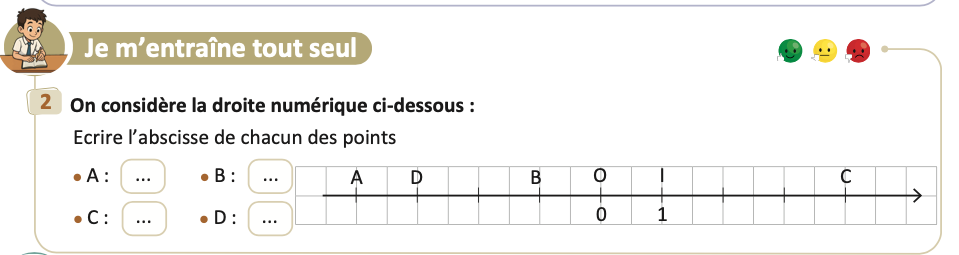 Je m’entraîne tout seul
2 On considère la droite numérique ci-dessous :
Ecrire l’abscisse de chacun des points
• A : ... • B : ...
A D B O I C
• C : ... • D : ...
0 1